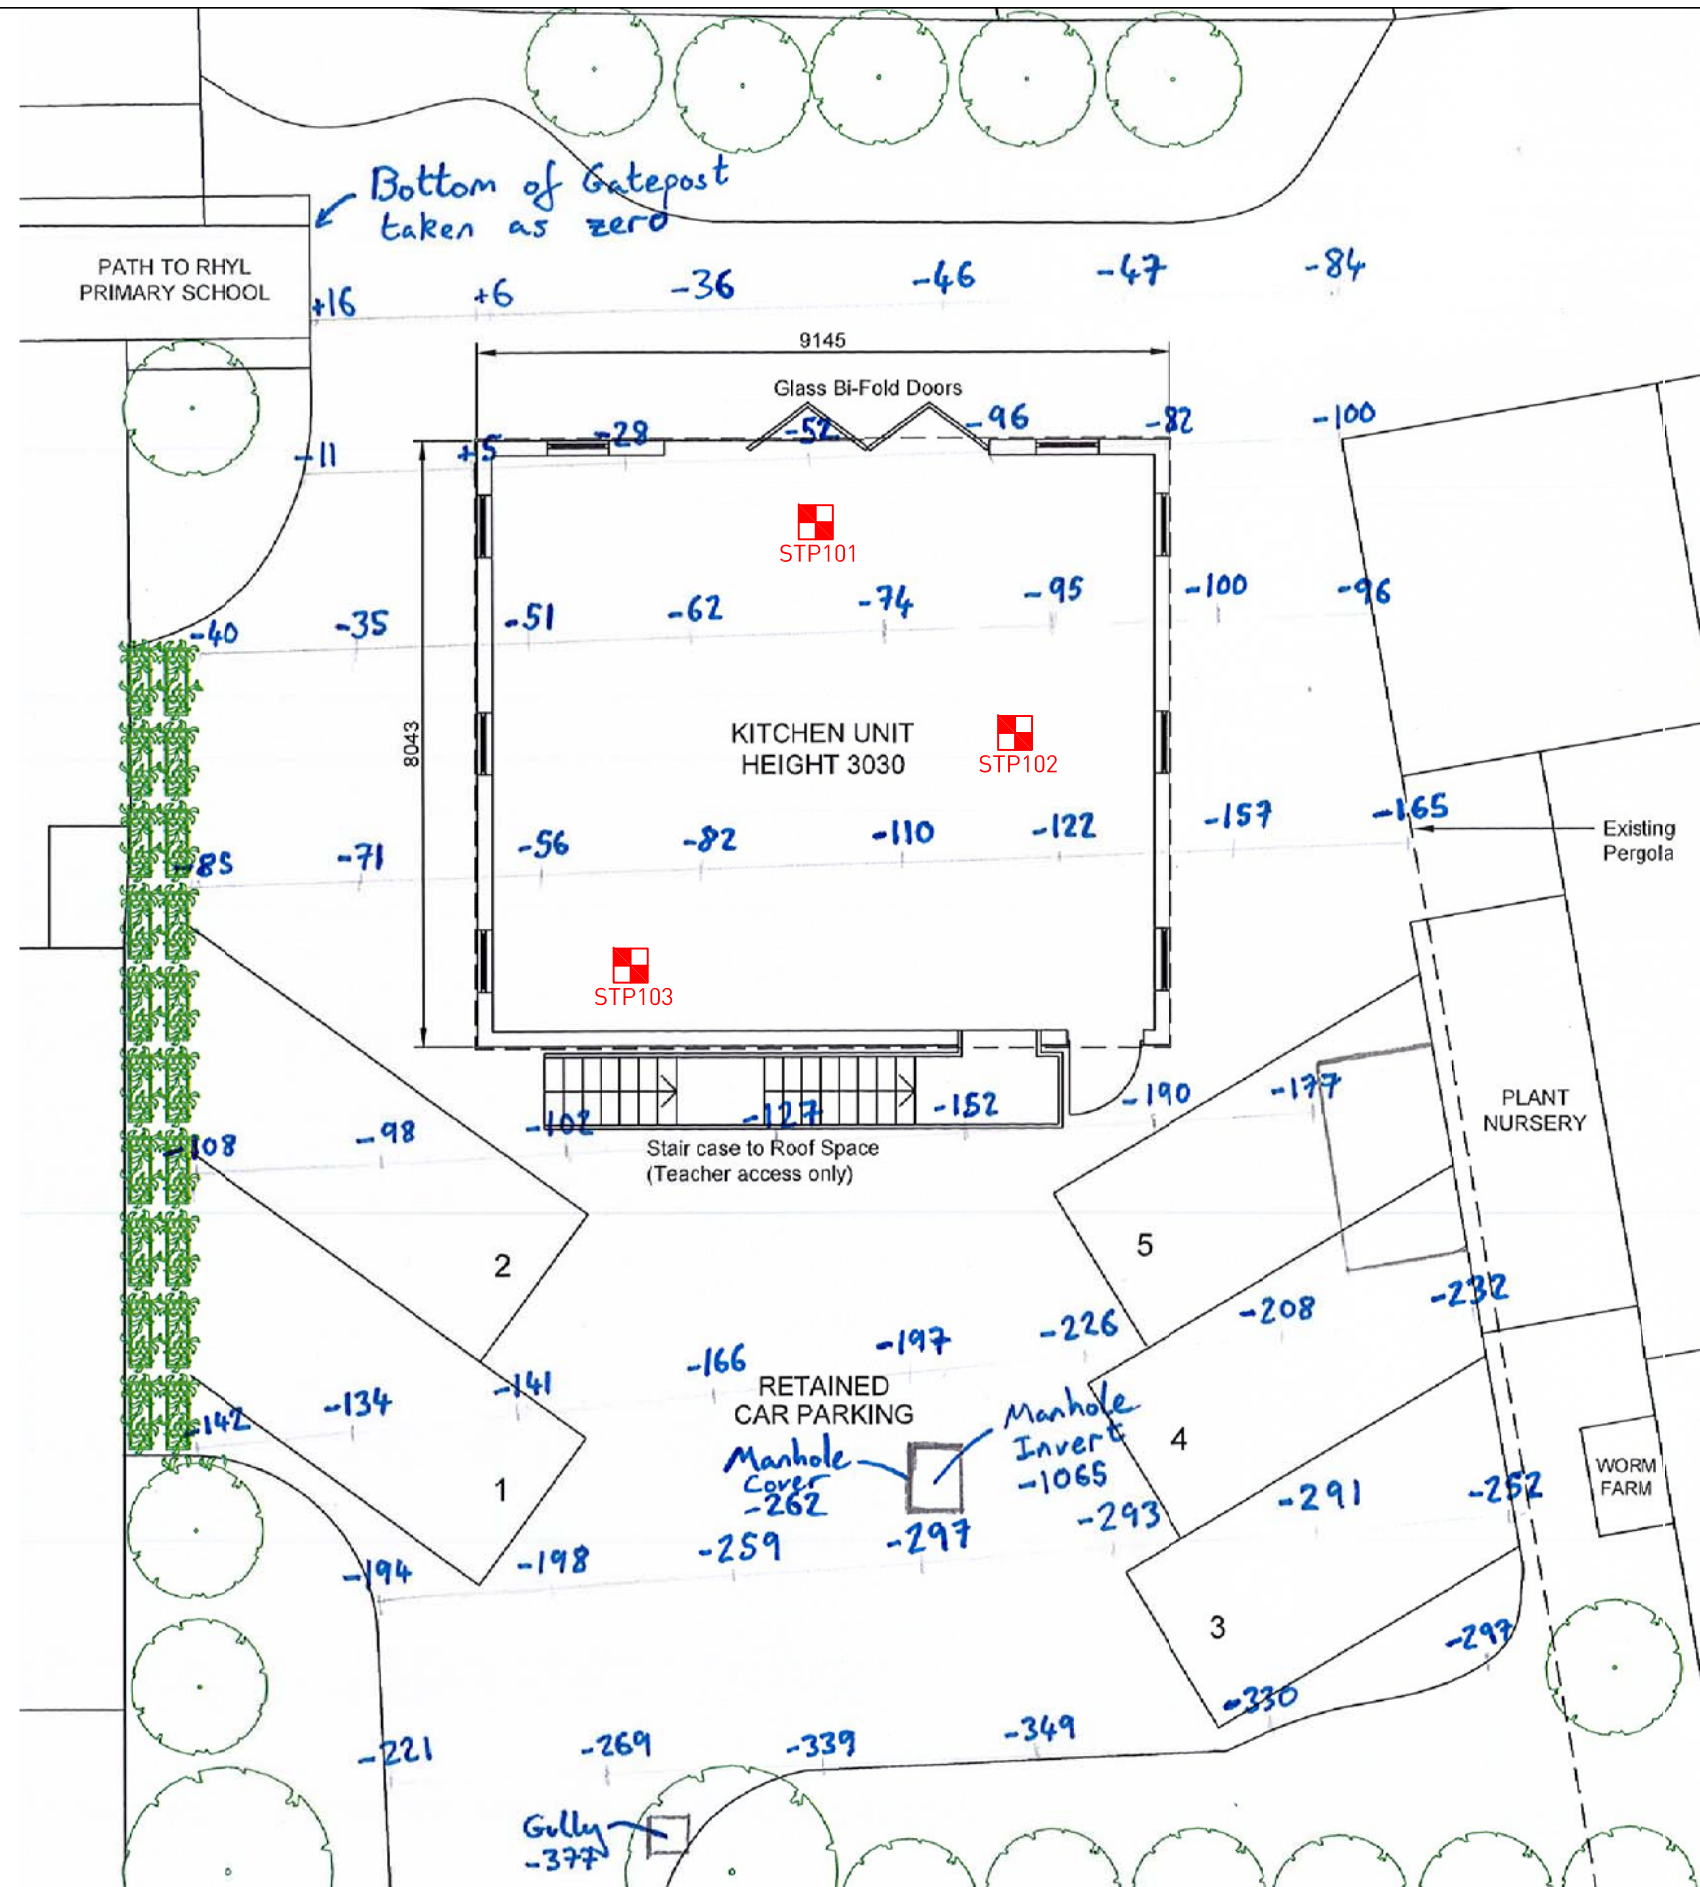 Bottom of Gatepost
taken as zero
PATH TO RHYL
PRIMARY SCHOOL
+16
+6
-36
-46
-47
-84
9145
Glass Bi-Fold Doors
-11
+5
-28
-52
-96
-82
-100
STP101
-40
-35
-51
-62
-74
-95
-100
-96
8043
KITCHEN UNIT
HEIGHT 3030
STP102
-85
-71
-56
-82
-110
-122
-157
-165
Existing
Pergola
STP103
-108
-98
-102
-127
-152
-190
-177
Stair case to Roof Space
(Teacher access only)
PLANT
NURSERY
2
5
-142
-134
-141
-166
-197
-226
-208
-232
RETAINED
CAR PARKING
Manhole
Cover
-262
Manhole
Invert
-1065
4
1
WORM
FARM
-194
-198
-259
-297
-293
-291
-252
3
-221
-269
-339
-349
-330
-297
Gully
-377